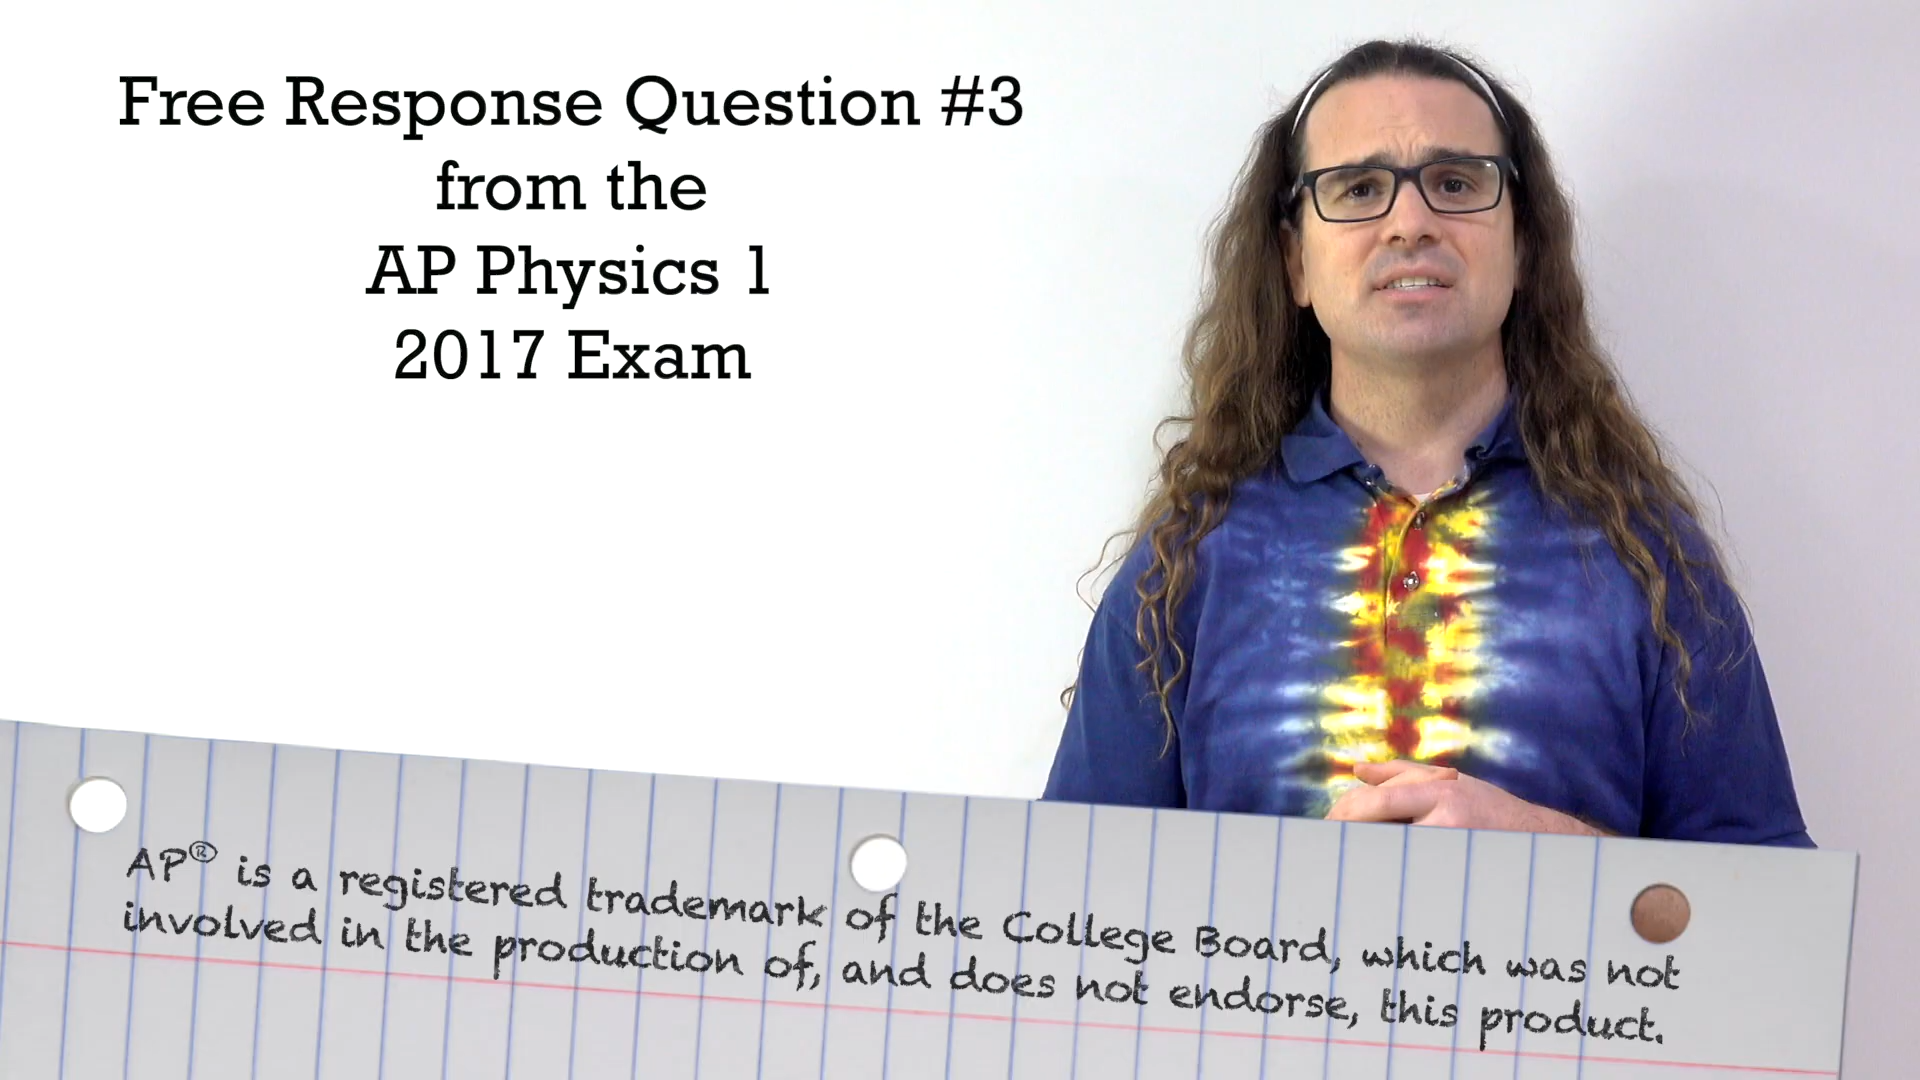 Free Response Question #3
from the
AP Physics 1
2017 Exam
AP® is a registered trademark of the College Board, which was not
involved in the production of, and does not endorse, this product.